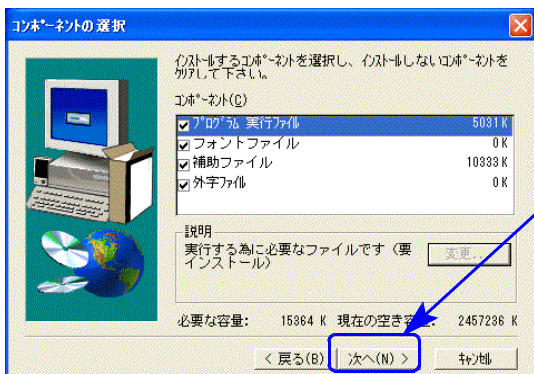 コンポーネントの選択
インストールするコンポーネントを選択し、インストールしないコンポーネントを
クリアして下さい。
コンポーネント(C)
プログラム 実行ファイル 5031 K
フォントファイル 0 K
補助ファイル 10333 K
外字ファイル 0 K
説明
実行する為に必要なファイルです（要
インストール）
変更...
必要な容量: 15364 K 現在の空き容量: 2457236 K
< 戻る(B) 次へ(N) > キャンセル